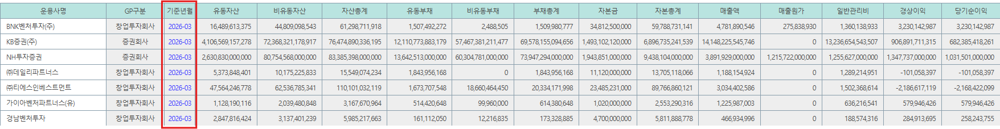 운용사명 GP구분 기준년월 유동자산 비유동자산 자산총계 유동부채 비유동부채 부채총계 자본금 자본총계 매출액 매출원가 일반관리비 경상이익 당기순이익
BNK벤처투자(주) 창업투자회사 2026-03 16,489,613,375 44,809,098,543 61,298,711,918 1,507,492,272 2,488,505 1,509,980,777 34,812,500,000 59,788,731,141 4,781,890,546 275,838,930 1,360,138,933 3,230,142,987 3,230,142,987
KB증권(주) 증권회사 2026-03 4,106,569,157,278 72,368,321,178,917 76,474,890,336,195 12,110,773,883,179 57,467,381,211,477 69,578,155,094,656 1,493,102,120,000 6,896,735,241,539 14,148,225,545,746 0 13,236,654,543,507 906,891,711,315 682,385,418,261
NH투자증권 증권회사 2026-03 2,630,830,000,000 80,754,568,000,000 83,385,398,000,000 13,642,513,000,000 60,304,781,000,000 73,947,294,000,000 1,943,851,000,000 9,438,104,000,000 3,891,929,000,000 1,215,722,000,000 1,255,627,000,000 1,347,737,000,000 1,031,501,000,000
㈜데일리파트너스 창업투자회사 2026-03 5,373,848,401 10,175,225,833 15,549,074,234 1,843,956,168 0 1,843,956,168 11,120,000,000 13,705,118,066 1,188,154,924 0 1,289,214,951 -101,058,397 -101,058,397
㈜티에스인베스트먼트 창업투자회사 2026-03 47,564,246,778 62,536,785,341 110,101,032,119 1,673,707,548 18,660,464,450 20,334,171,998 23,485,231,000 89,766,860,121 3,034,402,586 0 1,502,368,614 -2,186,617,119 -2,168,422,099
가이아벤처파트너스(유) 창업투자회사 2026-03 1,128,190,116 2,039,480,848 3,167,670,964 514,420,648 99,960,000 614,380,648 1,020,000,000 2,553,290,316 1,225,987,003 0 636,216,541 579,946,426 579,946,426
경남벤처투자 창업투자회사 2026-03 2,847,816,424 3,137,401,239 5,985,217,663 161,112,050 12,216,835 173,328,885 4,700,000,000 5,811,888,778 466,934,996 0 188,574,316 284,913,695 258,243,755